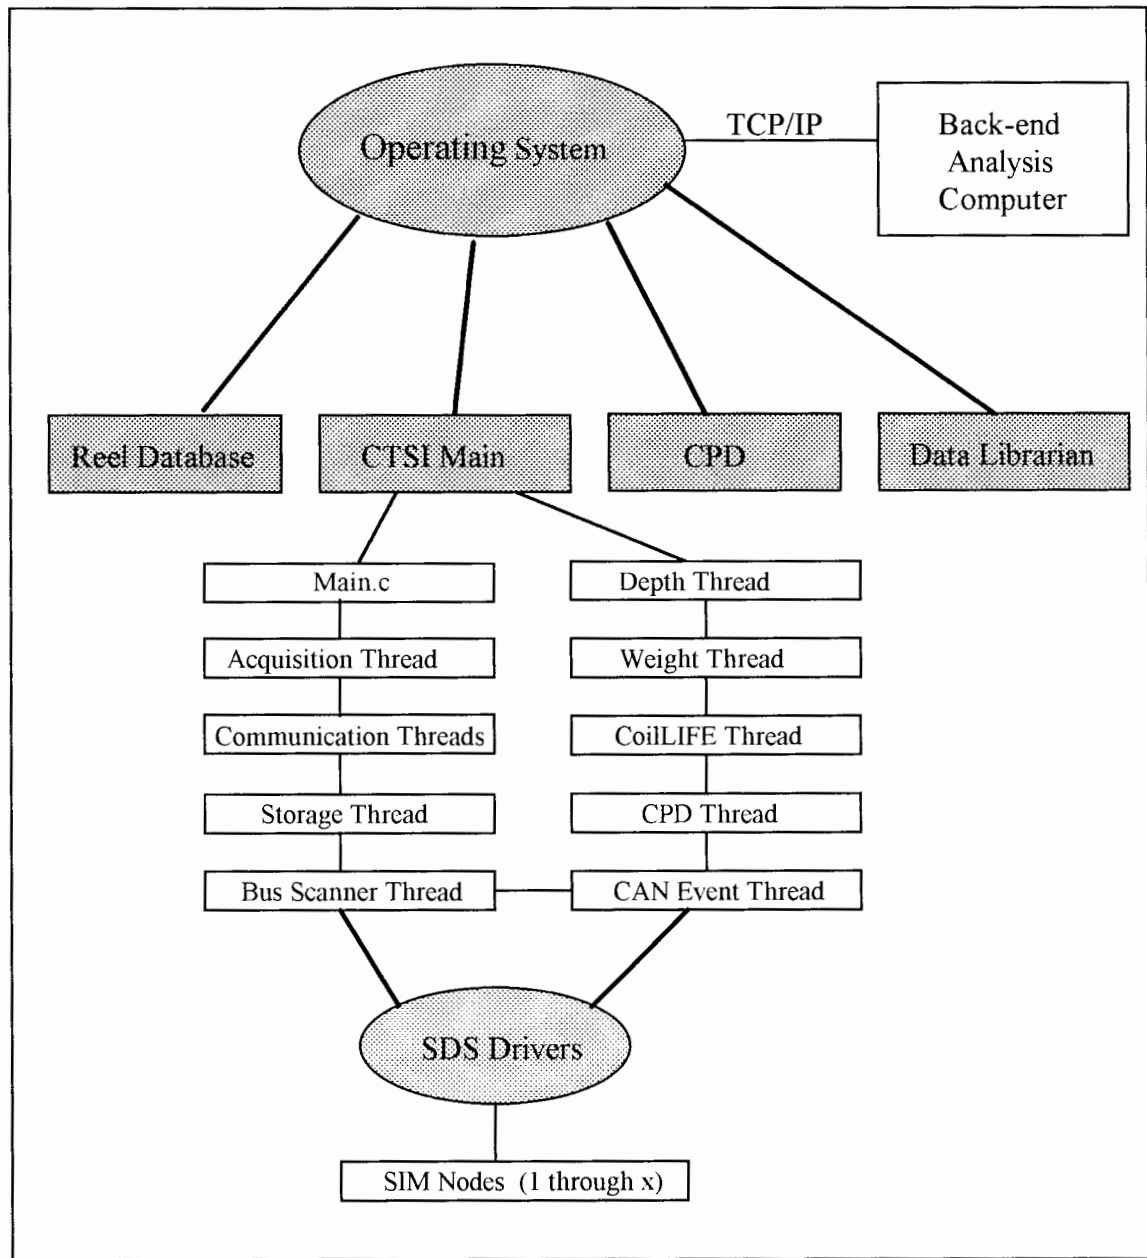 Operating System
TCP/IP
Back-end
Analysis
Computer
Reel Database
CTSI Main
CPD
Data Librarian
Main.c
Depth Thread
Acquisition Thread
Weight Thread
Communication Threads
CoilLIFE Thread
Storage Thread
CPD Thread
Bus Scanner Thread
CAN Event Thread
SDS Drivers
SIM Nodes (1 through x)